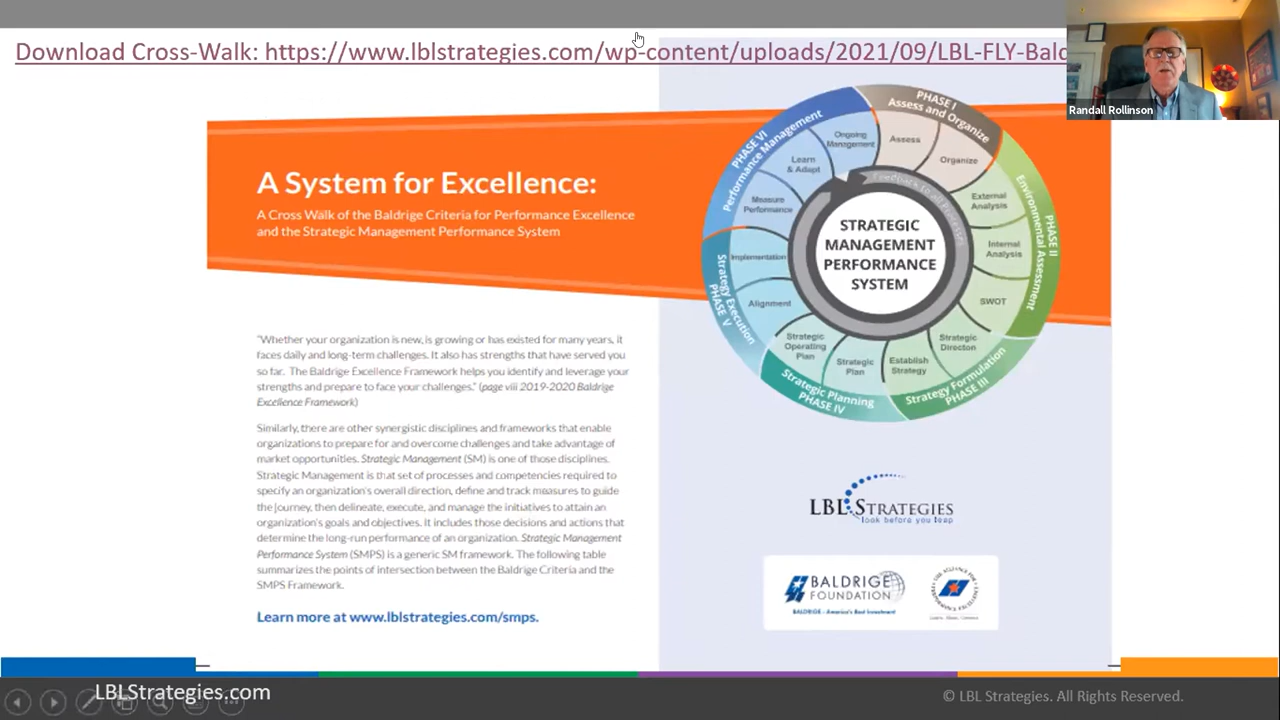 Download Cross-Walk: https://www.lblstrategies.com/wp-content/uploads/2021/09/LBL-FLY-Bald
Randall Rollinson
A System for Excellence:
A Cross Walk of the Baldrige Criteria for Performance Excellence
and the Strategic Management Performance System
"Whether your organization is new, is growing or has existed for many years, it
faces daily and long-term challenges. It also has strengths that have served you
so far. The Baldrige Excellence Framework helps you identify and leverage your
strengths and prepare to face your challenges." (page viii 2019-2020 Baldrige
Excellence Framework)
Similarly, there are other synergistic disciplines and frameworks that enable
organizations to prepare for and overcome challenges and take advantage of
market opportunities. Strategic Management (SM) is one of those disciplines.
Strategic Management is that set of processes and competencies required to
specify an organization's overall direction, define and track measures to guide
the journey, then delineate, execute, and manage the initiatives to attain an
organization's goals and objectives. It includes those decisions and actions that
determine the long-run performance of an organization. Strategic Management
Performance System (SMPS) is a generic SM framework. The following table
summarizes the points of intersection between the Baldrige Criteria and the
SMPS Framework.
Learn more at www.lblstrategies.com/smps.
PHASE I
Assess and Organize
Assess
Organize
PHASE II
Environmental Assessment
External
Analysis
Internal
Analysis
SWOT
Strategy Formulation
PHASE III
Strategic
Directon
Establish
Strategy
Strategic Planning
PHASE IV
Strategic
Plan
Strategic
Operating
Plan
Strategy Execution
PHASE V
Alignment
Implementation
PHASE VI
Performance Management
Measure
Performance
Learn
& Adapt
Ongoing
Management
Feedback to all Processes
STRATEGIC
MANAGEMENT
PERFORMANCE
SYSTEM
LBL STRATEGIES
look before you leap
BALDRIGE
FOUNDATION
BALDRIGE - America's Best Investment
LBLStrategies.com
© LBL Strategies. All Rights Reserved.